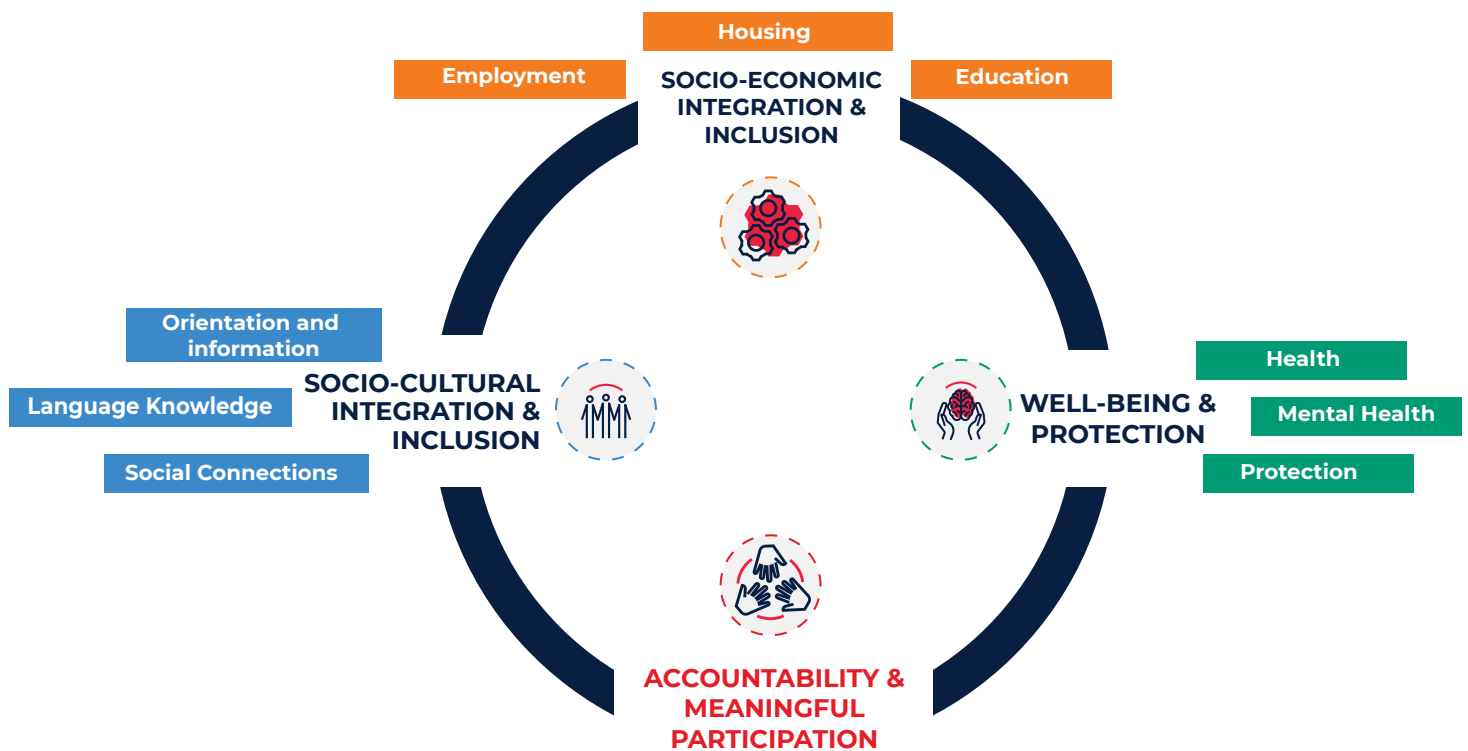 Housing
Employment
Education
SOCIO-ECONOMIC
INTEGRATION &
INCLUSION
Orientation and
information
Language Knowledge
Social Connections
SOCIO-CULTURAL
INTEGRATION &
INCLUSION
WELL-BEING &
PROTECTION
Health
Mental Health
Protection
ACCOUNTABILITY &
MEANINGFUL
PARTICIPATION